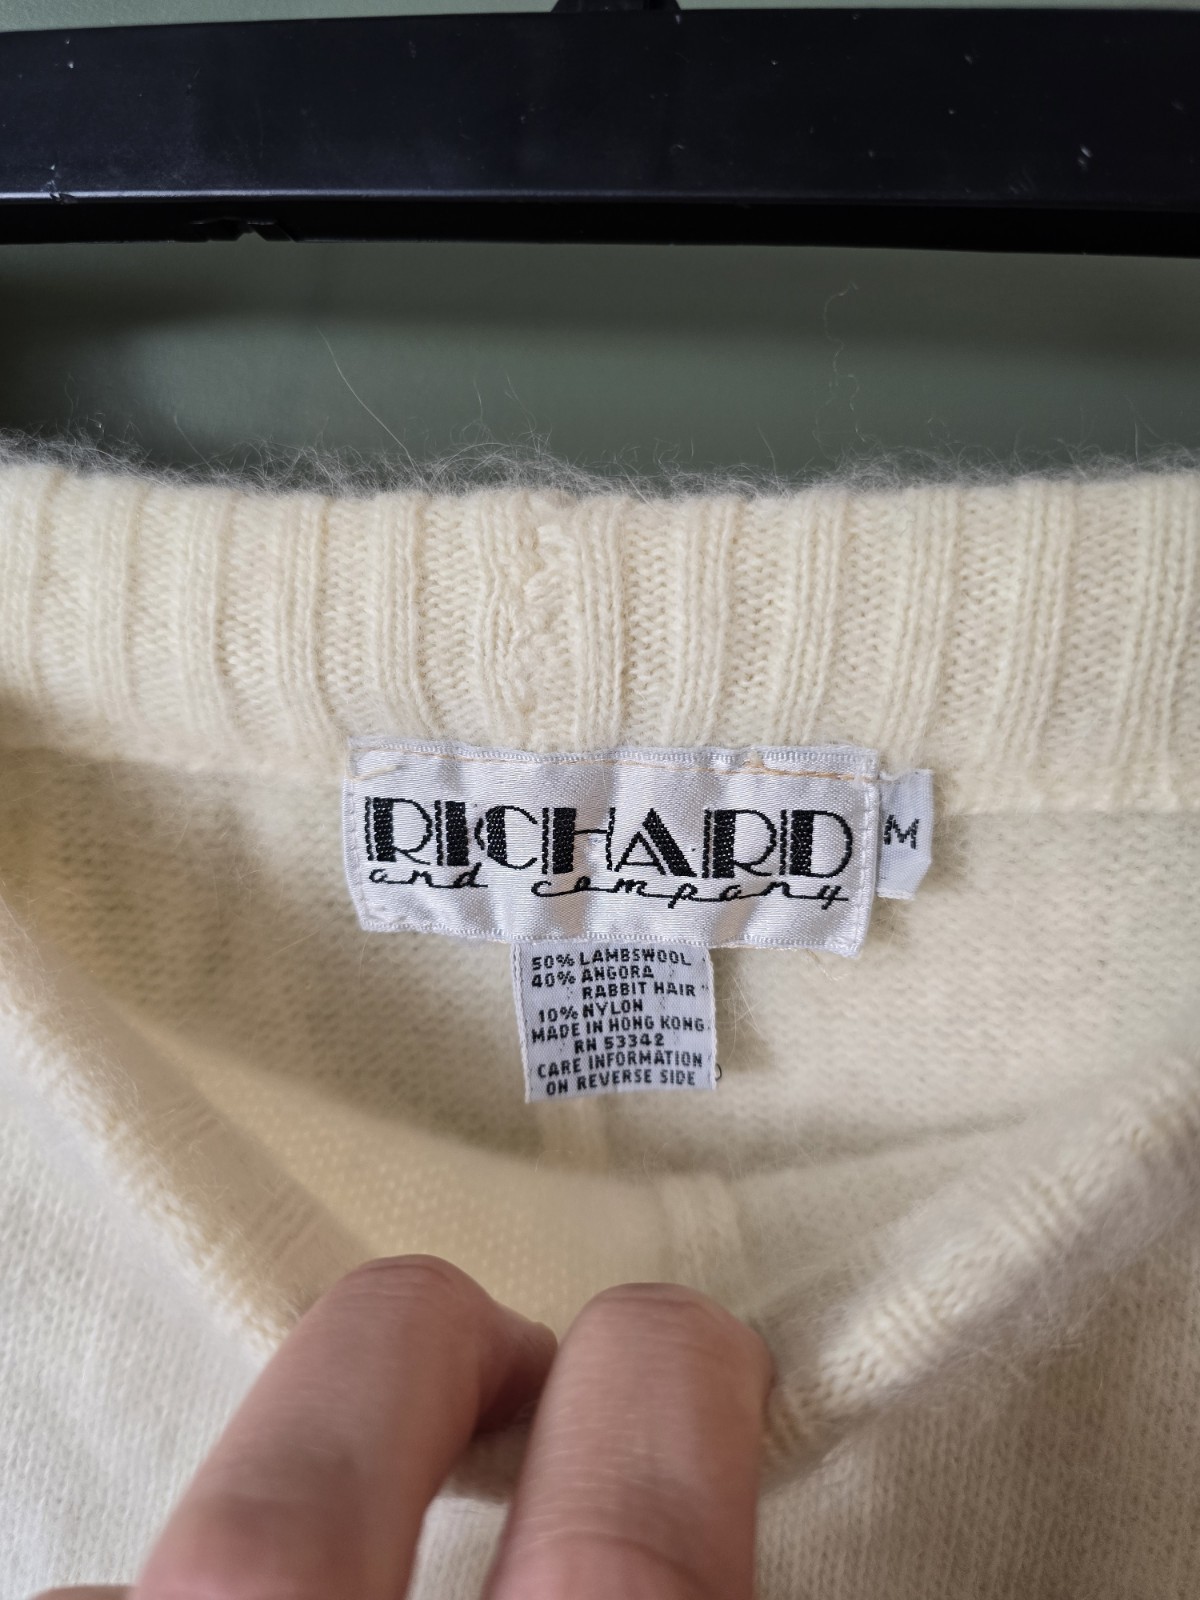 RICHARD
and company
M
50% LAMBSWOOL
40% ANGORA
RABBIT HAIR
10% NYLON
MADE IN HONG KONG
RN 53342
CARE INFORMATION
ON REVERSE SIDE